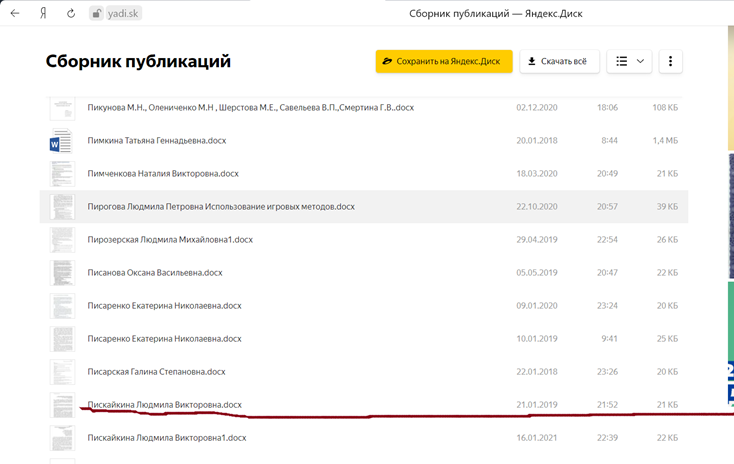 Я yadi.sk Сборник публикаций — Яндекс.Диск
Сборник публикаций Сохранить на Яндекс.Диск Скачать всё
Пикунова М.Н., Олениченко М.Н , Шерстова М.Е., Савельева В.П.,Смертина Г.В..docx 02.12.2020 18:06 108 КБ
W Пимкина Татьяна Геннадьевна.docx 20.01.2018 8:44 1,4 МБ
Пимченкова Наталия Викторовна.docx 18.03.2020 20:49 21 КБ
Пирогова Людмила Петровна Использование игровых методов.docx 22.10.2020 20:57 39 КБ
Пирозерская Людмила Михайловна1.docx 29.04.2019 22:54 26 КБ
Писанова Оксана Васильевна.docx 05.05.2019 20:47 22 КБ
Писаренко Екатерина Николаевна.docx 09.01.2020 23:24 20 КБ
Писаренко Екатерина Николаевна.docx 10.01.2019 9:41 25 КБ
Писарская Галина Степановна.docx 22.01.2018 23:26 20 КБ
Пискайкина Людмила Викторовна.docx 21.01.2019 21:52 21 КБ
Пискайкина Людмила Викторовна1.docx 16.01.2021 22:39 22 КБ